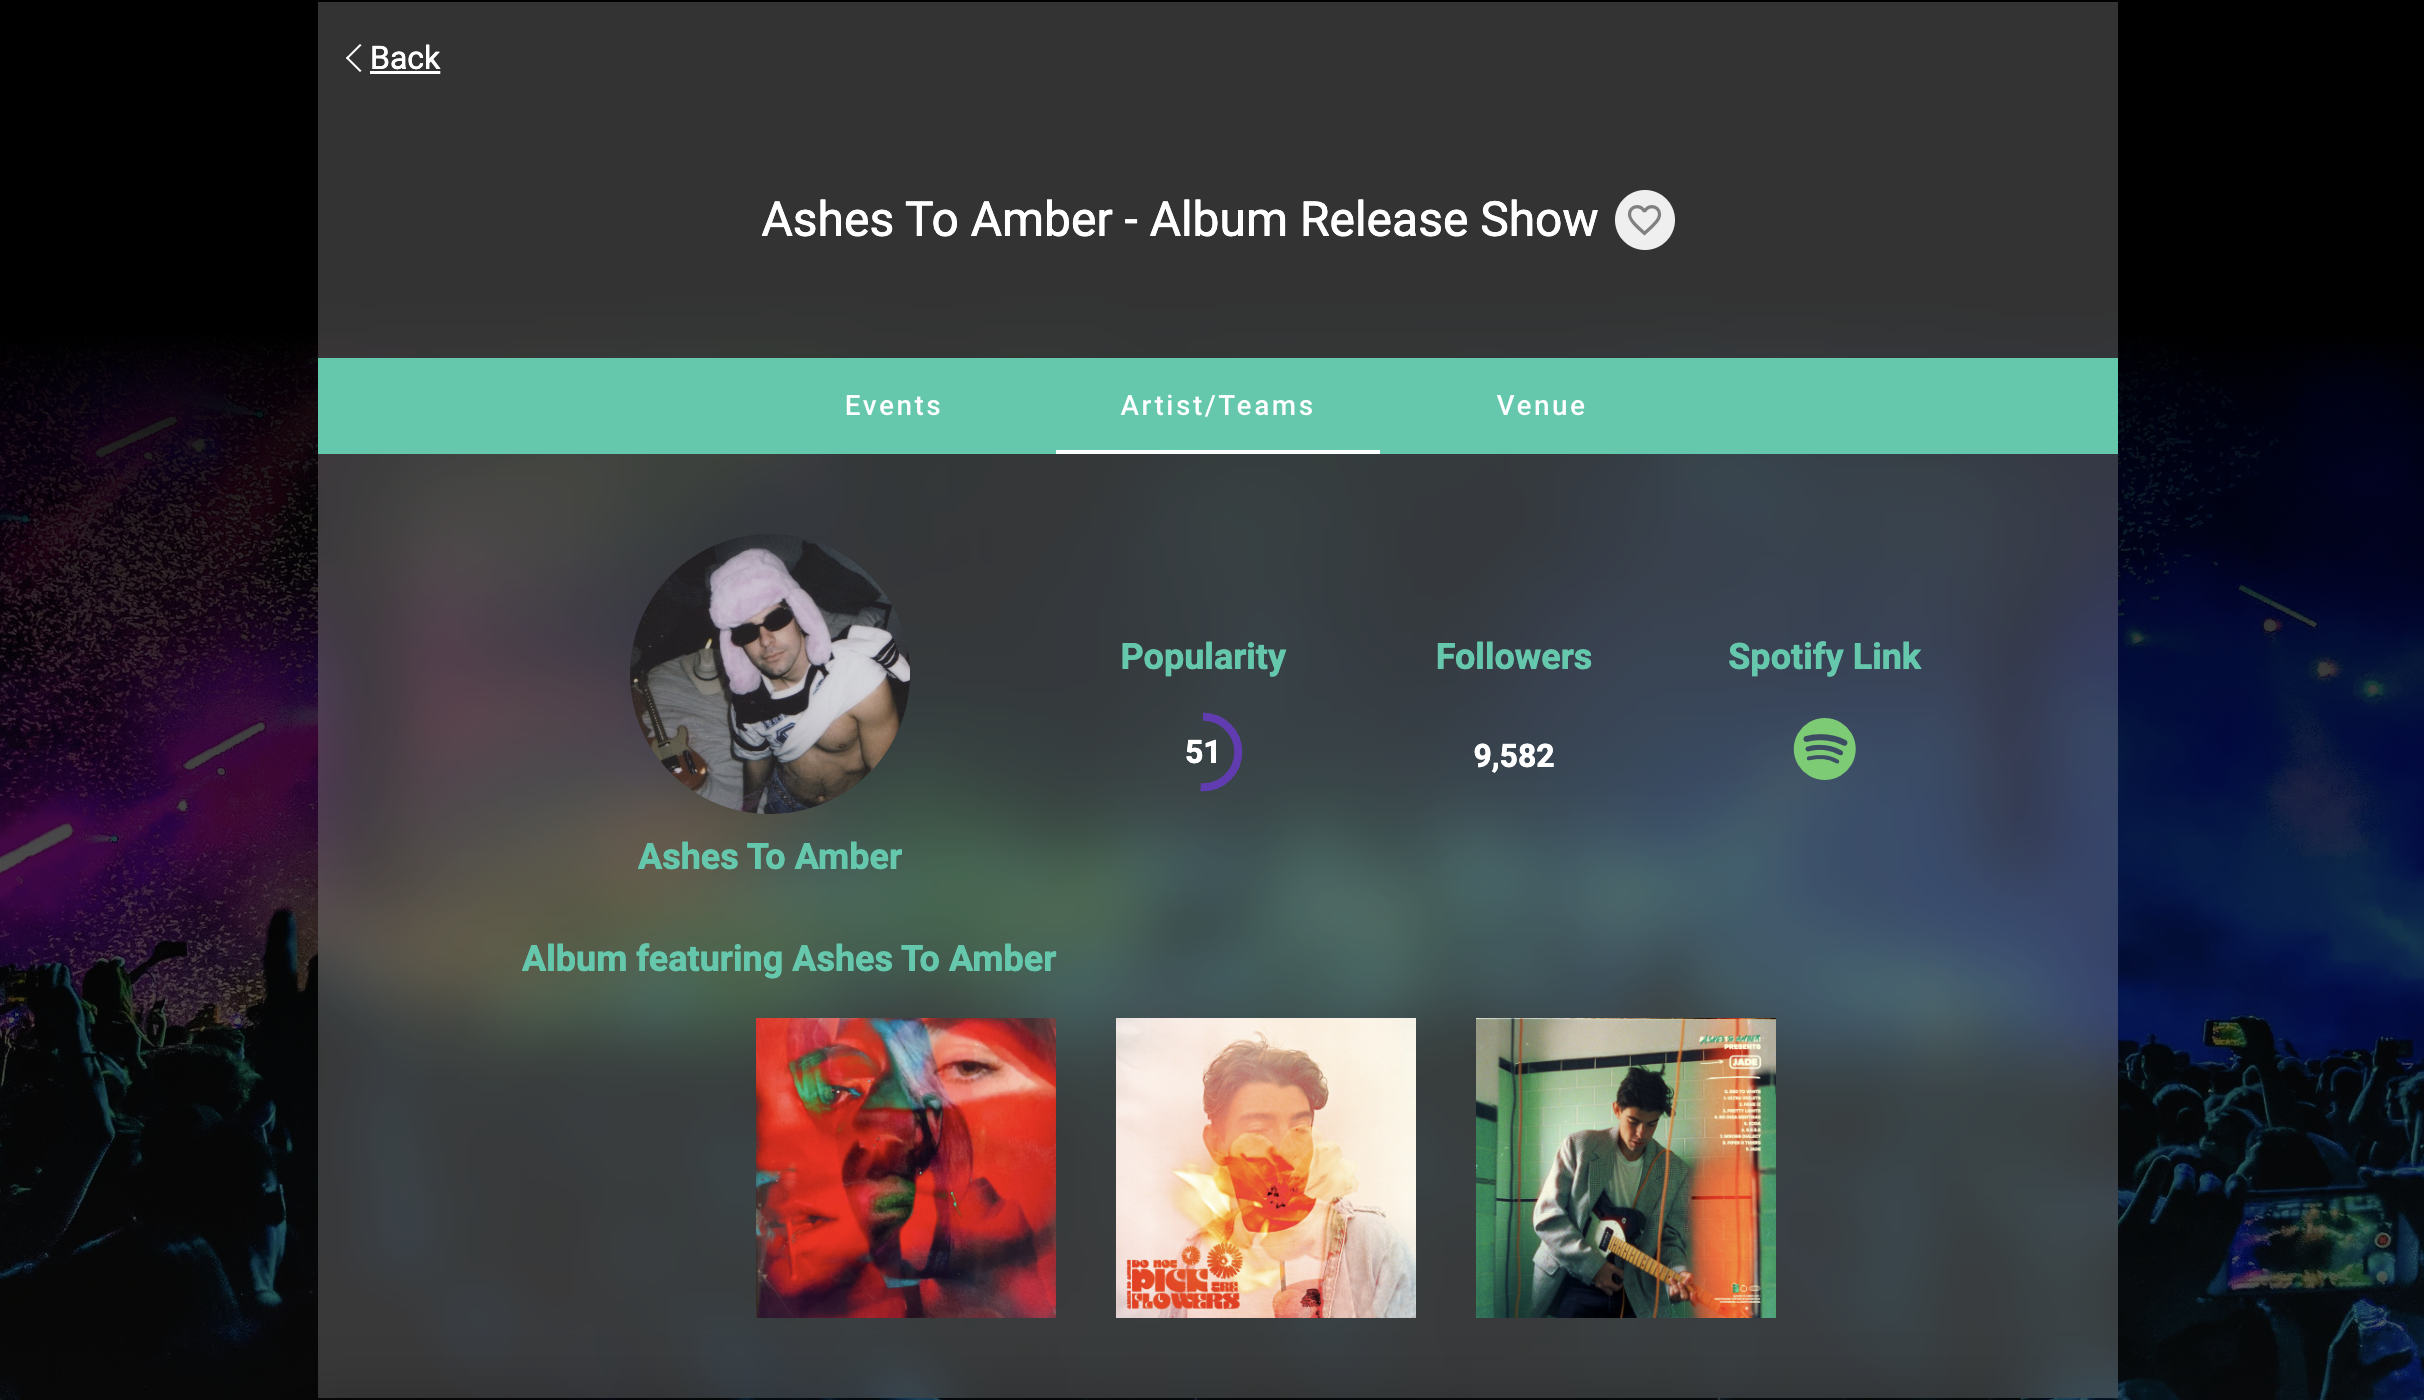 Back
Ashes To Amber - Album Release Show
Events
Artist/Teams
Venue
Popularity
Followers
Spotify Link
51
9,582
Ashes To Amber
Album featuring Ashes To Amber
DO NOT
PICK THE
FLOWERS
PRESENTS
JADE